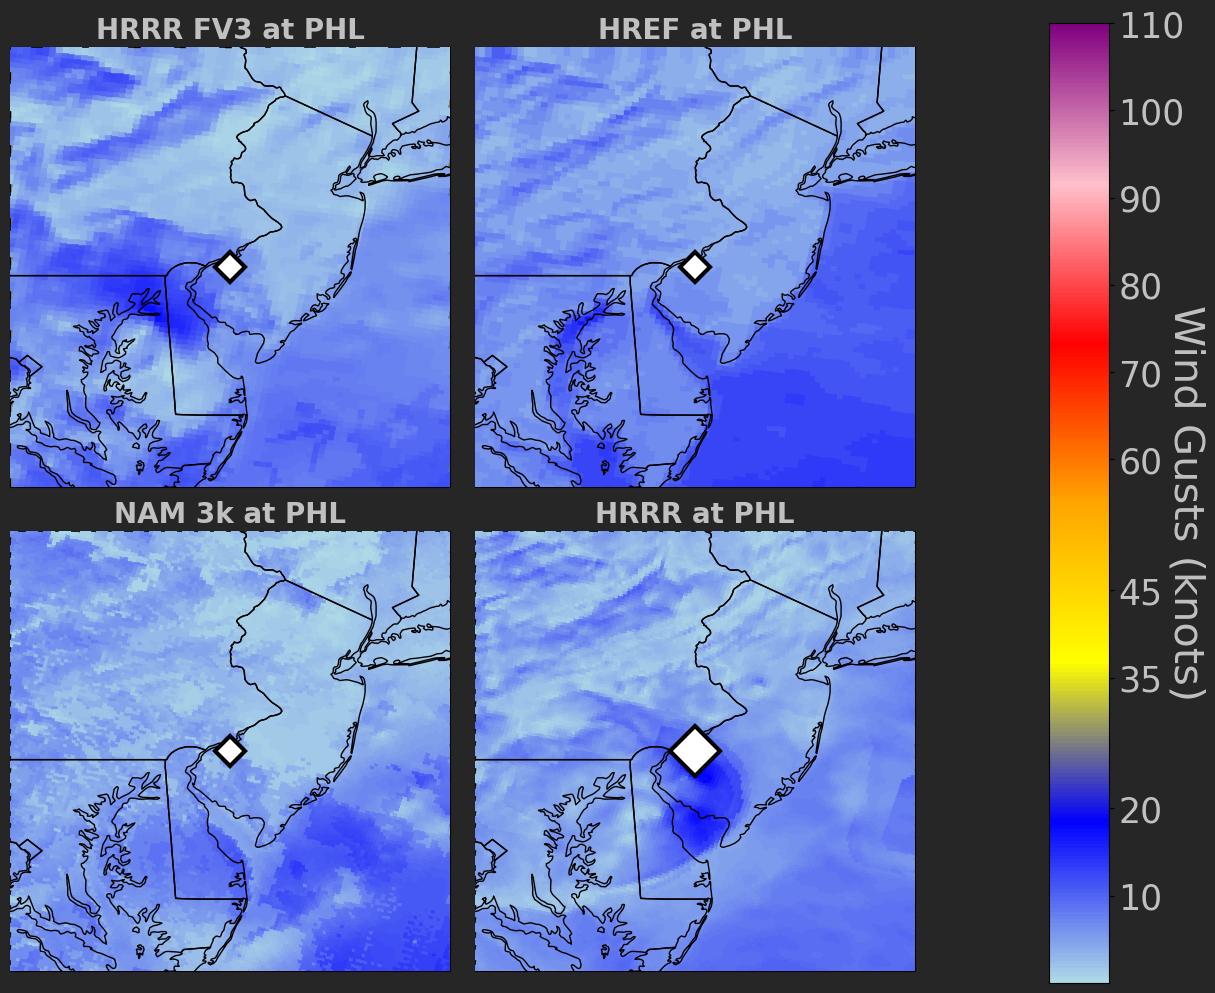 HRRR FV3 at PHL
HREF at PHL
NAM 3k at PHL
HRRR at PHL
110
100
90
80
70
60
45
35
20
10
Wind Gusts (knots)